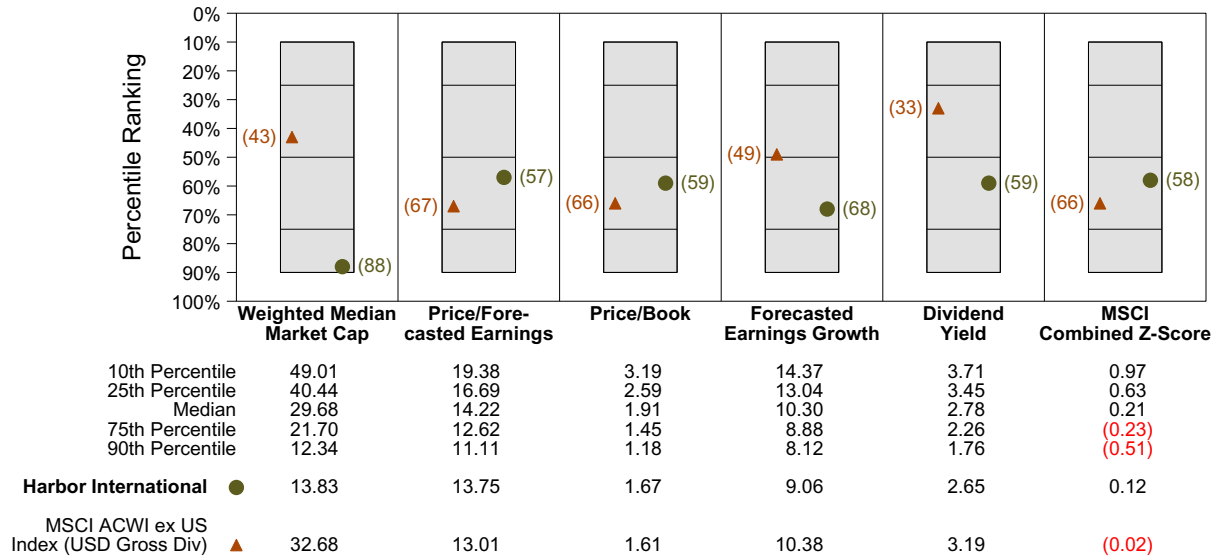 Percentile Ranking
0%
10%
20%
30%
40%
50%
60%
70%
80%
90%
100%
(43)
(88)
(67)
(57)
(66)
(59)
(49)
(68)
(33)
(59)
(66)
(58)
Weighted Median
Market Cap
Price/Fore-
casted Earnings
Price/Book
Forecasted
Earnings Growth
Dividend
Yield
MSCI
Combined Z-Score
10th Percentile 49.01 19.38 3.19 14.37 3.71 0.97
25th Percentile 40.44 16.69 2.59 13.04 3.45 0.63
Median 29.68 14.22 1.91 10.30 2.78 0.21
75th Percentile 21.70 12.62 1.45 8.88 2.26 (0.23)
90th Percentile 12.34 11.11 1.18 8.12 1.76 (0.51)
Harbor International 13.83 13.75 1.67 9.06 2.65 0.12
MSCI ACWI ex US
Index (USD Gross Div) 32.68 13.01 1.61 10.38 3.19 (0.02)